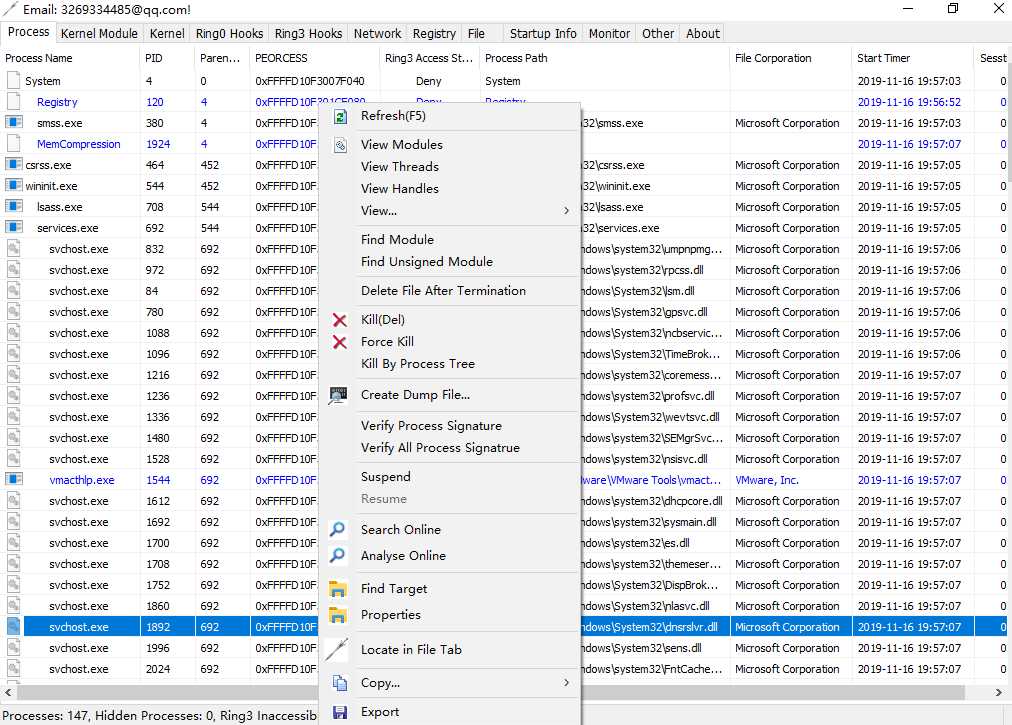 Email: 3269334485@qq.com!
Process Kernel Module Kernel Ring0 Hooks Ring3 Hooks Network Registry File Startup Info Monitor Other About
Process Name PID Paren... PEORCESS Ring3 Access St... Process Path File Corporation Start Timer Sesst
System 4 0 0xFFFFD10F3007F040 Deny System 2019-11-16 19:57:03 0
Registry 120 4 0xFFFFD10F301CF080 Deny Registry 2019-11-16 19:56:52 0
Refresh(F5)
smss.exe 380 4 0xFFFFD10F. 32\smss.exe Microsoft Corporation 2019-11-16 19:57:03 0
MemCompression 1924 4 0xFFFFD10F. 2019-11-16 19:57:03 0
View Modules
csrss.exe 464 452 0xFFFFD10F. 32\csrss.exe Microsoft Corporation 2019-11-16 19:57:05 0
View Threads
wininit.exe 544 452 0xFFFFD10F. 32\wininit.exe Microsoft Corporation 2019-11-16 19:57:05 0
View Handles
lsass.exe 708 544 0xFFFFD10F. 32\lsass.exe Microsoft Corporation 2019-11-16 19:57:05 0
View...
services.exe 692 544 0xFFFFD10F. 32\services.exe Microsoft Corporation 2019-11-16 19:57:05 0
Find Module
svchost.exe 832 692 0xFFFFD10F. ndows\system32\umpnpmg... Microsoft Corporation 2019-11-16 19:57:06 0
Find Unsigned Module
svchost.exe 972 692 0xFFFFD10F. ndows\system32\rpcss.dll Microsoft Corporation 2019-11-16 19:57:06 0
svchost.exe 84 692 0xFFFFD10F. ndows\System32\lsm.dll Microsoft Corporation 2019-11-16 19:57:06 0
Delete File After Termination
svchost.exe 780 692 0xFFFFD10F. ndows\System32\gpsvc.dll Microsoft Corporation 2019-11-16 19:57:06 0
Kill(Del)
svchost.exe 1088 692 0xFFFFD10F. ndows\System32\ncbservic... Microsoft Corporation 2019-11-16 19:57:06 0
Force Kill
svchost.exe 1096 692 0xFFFFD10F. ndows\System32\TimeBrok... Microsoft Corporation 2019-11-16 19:57:06 0
Kill By Process Tree
svchost.exe 1216 692 0xFFFFD10F. ndows\system32\coremess... Microsoft Corporation 2019-11-16 19:57:07 0
svchost.exe 1236 692 0xFFFFD10F. ndows\system32\profsvc.dll Microsoft Corporation 2019-11-16 19:57:07 0
Create Dump File...
svchost.exe 1336 692 0xFFFFD10F. ndows\System32\wevtsvc.dll Microsoft Corporation 2019-11-16 19:57:07 0
Verify Process Signature
svchost.exe 1480 692 0xFFFFD10F. ndows\System32\SEMgrSvc... Microsoft Corporation 2019-11-16 19:57:07 0
Verify All Process Signatrue
svchost.exe 1528 692 0xFFFFD10F. ndows\system32\nsisvc.dll Microsoft Corporation 2019-11-16 19:57:07 0
Suspend
vmacthlp.exe 1544 692 0xFFFFD10F. ware\VMware Tools\vmact... VMware, Inc. 2019-11-16 19:57:07 0
Resume
svchost.exe 1612 692 0xFFFFD10F. ndows\system32\dhcpcore.dll Microsoft Corporation 2019-11-16 19:57:07 0
svchost.exe 1692 692 0xFFFFD10F. ndows\system32\sysmain.dll Microsoft Corporation 2019-11-16 19:57:07 0
Search Online
svchost.exe 1700 692 0xFFFFD10F. ndows\system32\es.dll Microsoft Corporation 2019-11-16 19:57:07 0
Analyse Online
svchost.exe 1708 692 0xFFFFD10F. ndows\system32\themeser... Microsoft Corporation 2019-11-16 19:57:07 0
svchost.exe 1752 692 0xFFFFD10F. ndows\System32\DispBrok... Microsoft Corporation 2019-11-16 19:57:07 0
Find Target
svchost.exe 1860 692 0xFFFFD10F. ndows\System32\nlasvc.dll Microsoft Corporation 2019-11-16 19:57:07 0
Properties
svchost.exe 1892 692 0xFFFFD10F. ndows\System32\dnsrslvr.dll Microsoft Corporation 2019-11-16 19:57:07 0
svchost.exe 1996 692 0xFFFFD10F. ndows\System32\sens.dll Microsoft Corporation 2019-11-16 19:57:07 0
Locate in File Tab
svchost.exe 2024 692 0xFFFFD10F. ndows\system32\FntCache... Microsoft Corporation 2019-11-16 19:57:07 0
Copy...
Export
Processes: 147, Hidden Processes: 0, Ring3 Inaccessib